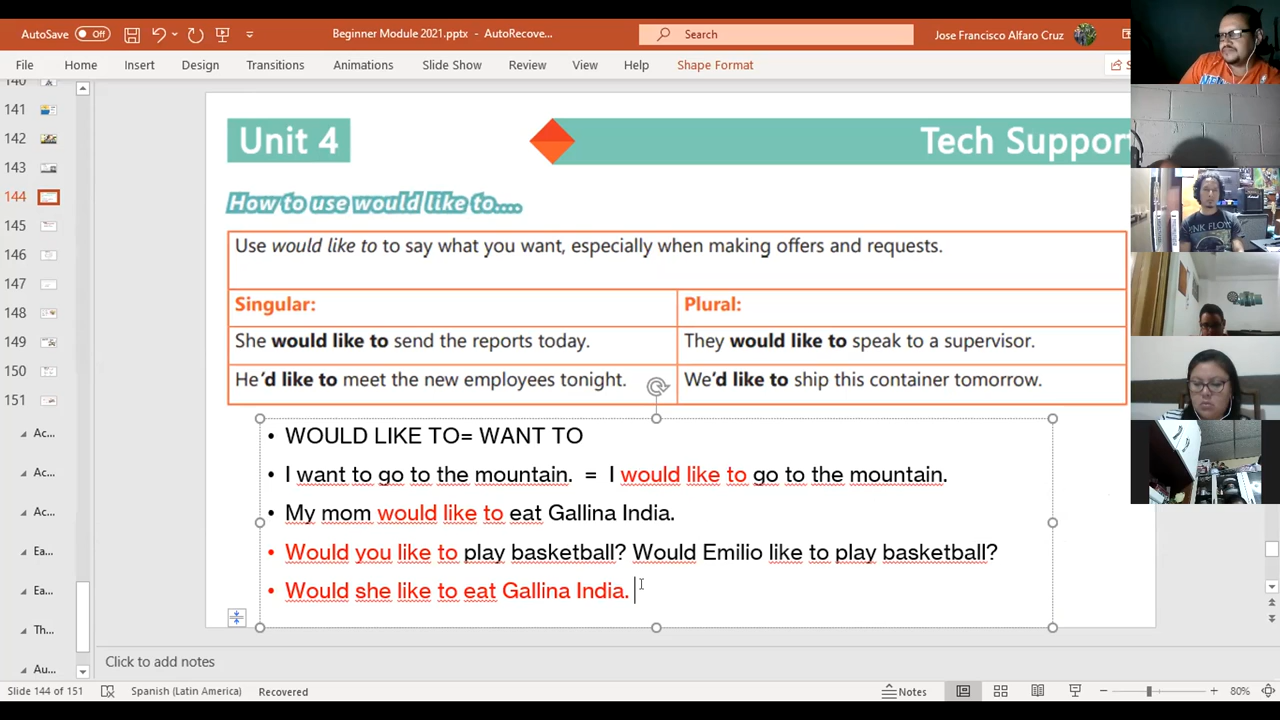 AutoSave Off Beginner Module 2021.pptx - AutoRecove... Search Jose Francisco Alfaro Cruz
File Home Insert Design Transitions Animations Slide Show Review View Help Shape Format
140
141
142
143
144
145
146
147
148
149
150
151
Ac...
Ac...
Ac...
Ea...
Ea...
Th...
Au...
Unit 4 Tech Suppor
How to use would like to....
Use would like to to say what you want, especially when making offers and requests.
Singular: Plural:
She would like to send the reports today. They would like to speak to a supervisor.
He'd like to meet the new employees tonight. We'd like to ship this container tomorrow.
• WOULD LIKE TO= WANT TO
• I want to go to the mountain. = I would like to go to the mountain.
• My mom would like to eat Gallina India.
• Would you like to play basketball? Would Emilio like to play basketball?
• Would she like to eat Gallina India.
Click to add notes
Slide 144 of 151 Spanish (Latin America) Recovered Notes 80%